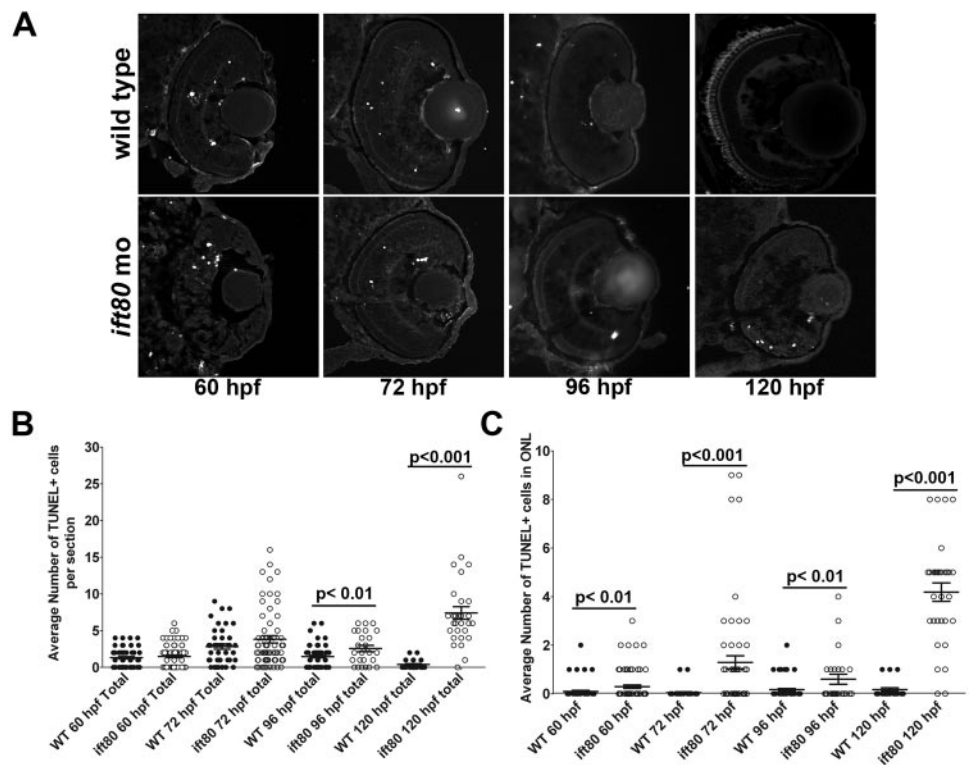 A
wild type
ift80 mo
60 hpf
72 hpf
96 hpf
120 hpf
B
Average Number of TUNEL+ cells
per section
30
25
20
15
10
5
0
p< 0.01
p<0.001
WT 60 hpf Total
ift80 60 hpf Total
WT 72 hpf Total
ift80 72 hpf total
WT 96 hpf total
ift80 96 hpf total
WT 120 hpf total
ift80 120 hpf total
C
Average Number of TUNEL+ cells in ONL
10
8
6
4
2
0
p< 0.01
p<0.001
p< 0.01
p<0.001
WT 60 hpf
ift80 60 hpf
WT 72 hpf
ift80 72 hpf
WT 96 hpf
ift80 96 hpf
WT 120 hpf
ift80 120 hpf